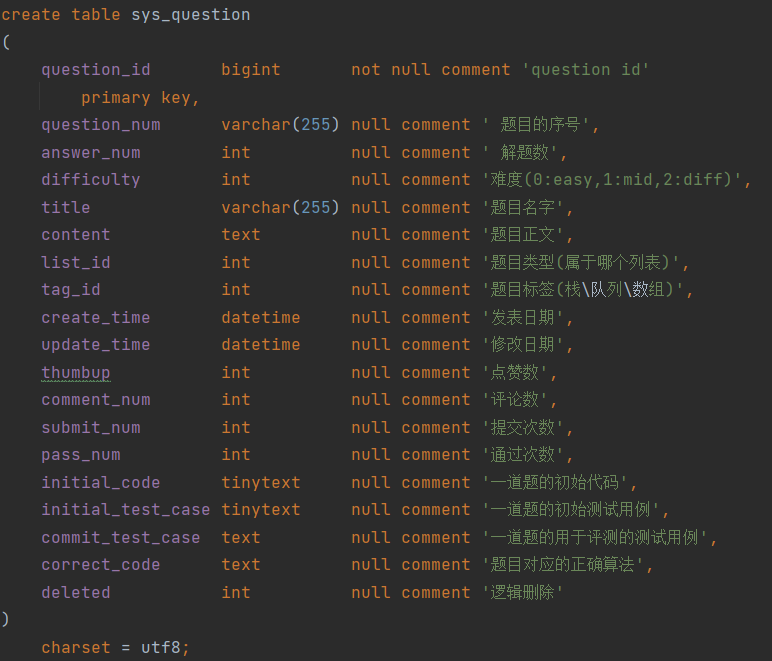 create table sys_question
(
    question_id       bigint       not null comment 'question id'
        primary key,
    question_num      varchar(255) null comment ' 题目的序号',
    answer_num        int          null comment ' 解题数',
    difficulty        int          null comment '难度(0:easy,1:mid,2:diff)',
    title             varchar(255) null comment '题目名字',
    content           text         null comment '题目正文',
    list_id           int          null comment '题目类型(属于哪个列表)',
    tag_id            int          null comment '题目标签(栈\队列\数组)',
    create_time       datetime     null comment '发表日期',
    update_time       datetime     null comment '修改日期',
    thumbup           int          null comment '点赞数',
    comment_num       int          null comment '评论数',
    submit_num        int          null comment '提交次数',
    pass_num          int          null comment '通过次数',
    initial_code      tinytext     null comment '一道题的初始代码',
    initial_test_case tinytext     null comment '一道题的初始测试用例',
    commit_test_case  text         null comment '一道题的用于评测的测试用例',
    correct_code      text         null comment '题目对应的正确算法',
    deleted           int          null comment '逻辑删除'
)
    charset = utf8;